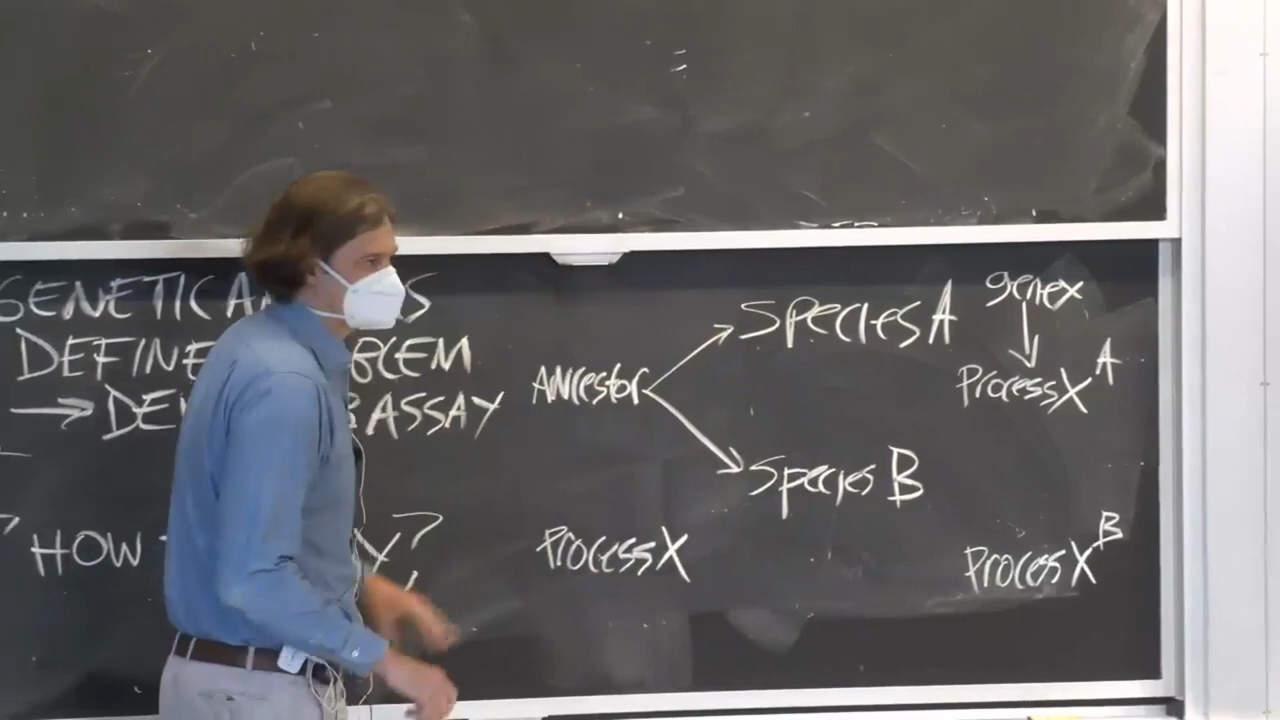 GENETIC
DEFINE
→ DE ASSAY
HOW
Ancestor
Species A
Species B
Process X
gene x
↓
Process X^A
Process X^B